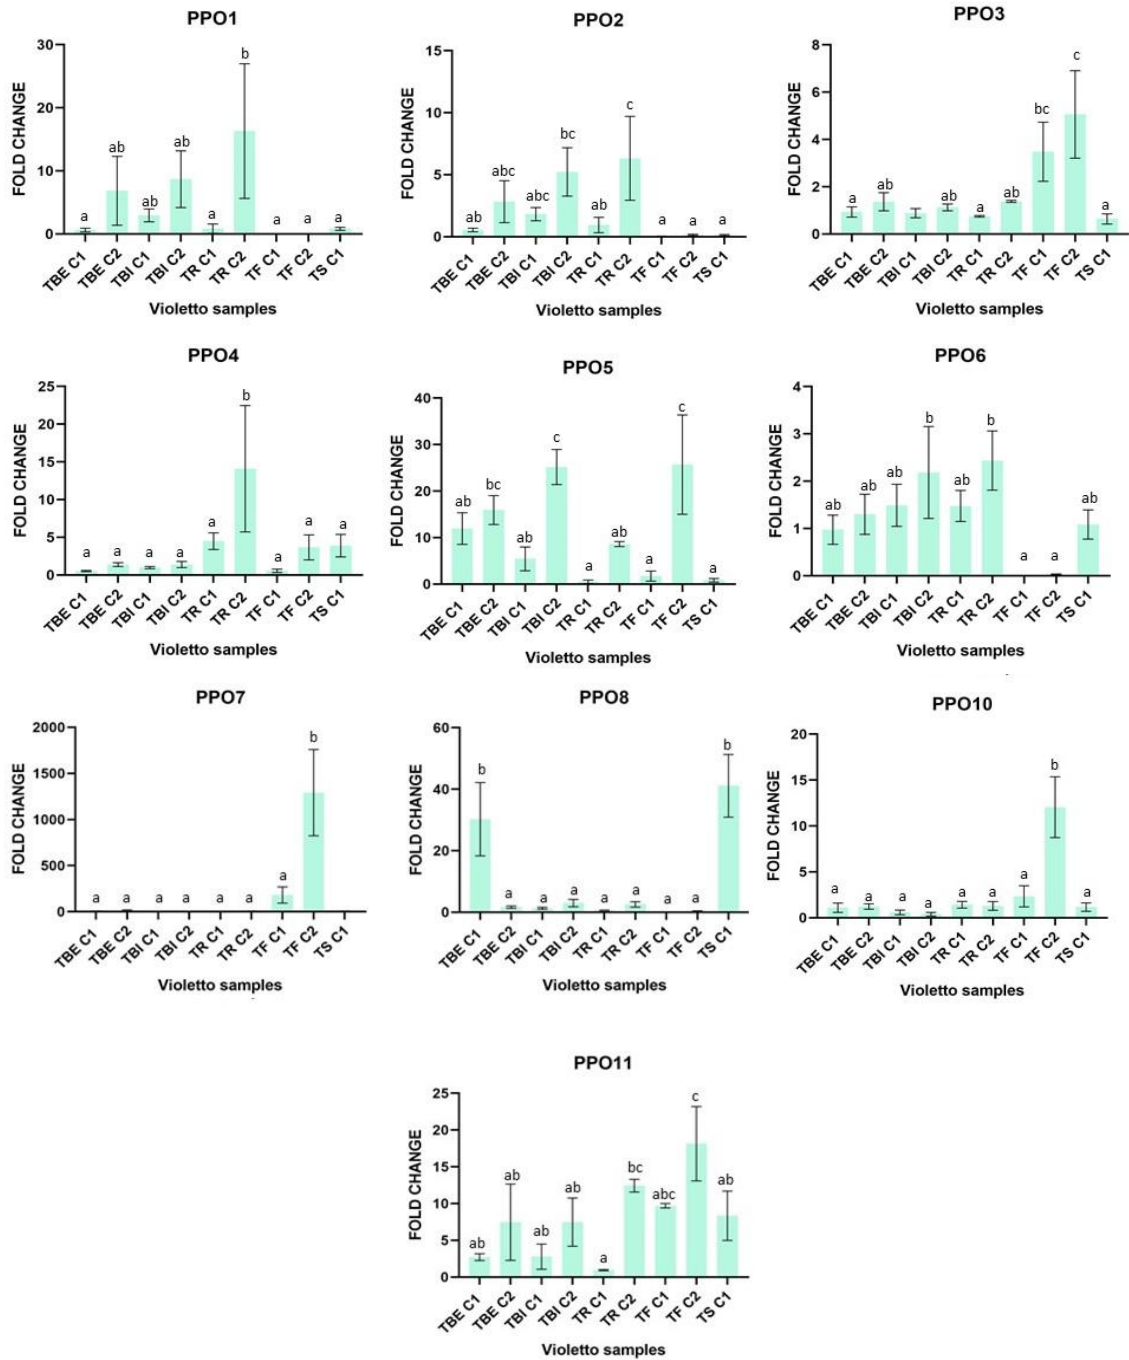 PPO1
30
20
10
0
FOLD CHANGE
b
ab
ab
ab
a
a
a
a
a
TBE C1
TBE C2
TBI C1
TBI C2
TR C1
TR C2
TF C1
TF C2
TS C1
Violetto samples
PPO2
15
10
5
0
FOLD CHANGE
ab
abc
abc
bc
ab
c
a
a
a
TBE C1
TBE C2
TBI C1
TBI C2
TR C1
TR C2
TF C1
TF C2
TS C1
Violetto samples
PPO3
8
6
4
2
0
FOLD CHANGE
a
ab
a
ab
a
ab
bc
c
a
TBE C1
TBE C2
TBI C1
TBI C2
TR C1
TR C2
TF C1
TF C2
TS C1
Violetto samples
PPO4
25
20
15
10
5
0
FOLD CHANGE
a
a
a
a
a
b
a
a
a
TBE C1
TBE C2
TBI C1
TBI C2
TR C1
TR C2
TF C1
TF C2
TS C1
Violetto samples
PPO5
40
30
20
10
0
FOLD CHANGE
ab
bc
ab
c
a
ab
a
c
a
TBE C1
TBE C2
TBI C1
TBI C2
TR C1
TR C2
TF C1
TF C2
TS C1
Violetto samples
PPO6
4
3
2
1
0
FOLD CHANGE
ab
ab
ab
b
ab
b
a
a
ab
TBE C1
TBE C2
TBI C1
TBI C2
TR C1
TR C2
TF C1
TF C2
TS C1
Violetto samples
PPO7
2000
1500
1000
500
0
FOLD CHANGE
a
a
a
a
a
a
a
b
a
TBE C1
TBE C2
TBI C1
TBI C2
TR C1
TR C2
TF C1
TF C2
TS C1
Violetto samples
PPO8
60
40
20
0
FOLD CHANGE
b
a
a
a
a
a
a
a
b
TBE C1
TBE C2
TBI C1
TBI C2
TR C1
TR C2
TF C1
TF C2
TS C1
Violetto samples
PPO10
20
15
10
5
0
FOLD CHANGE
a
a
a
a
a
a
a
b
a
TBE C1
TBE C2
TBI C1
TBI C2
TR C1
TR C2
TF C1
TF C2
TS C1
Violetto samples
PPO11
25
20
15
10
5
0
FOLD CHANGE
ab
ab
ab
ab
a
bc
abc
c
ab
TBE C1
TBE C2
TBI C1
TBI C2
TR C1
TR C2
TF C1
TF C2
TS C1
Violetto samples